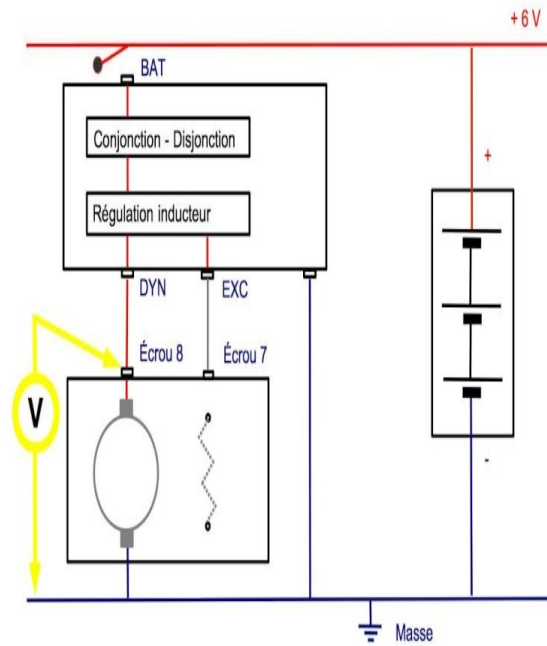 + 6 V
BAT
Conjonction - Disjonction
+
Régulation inducteur
DYN
EXC
Écrou 8
Écrou 7
V
-
Masse